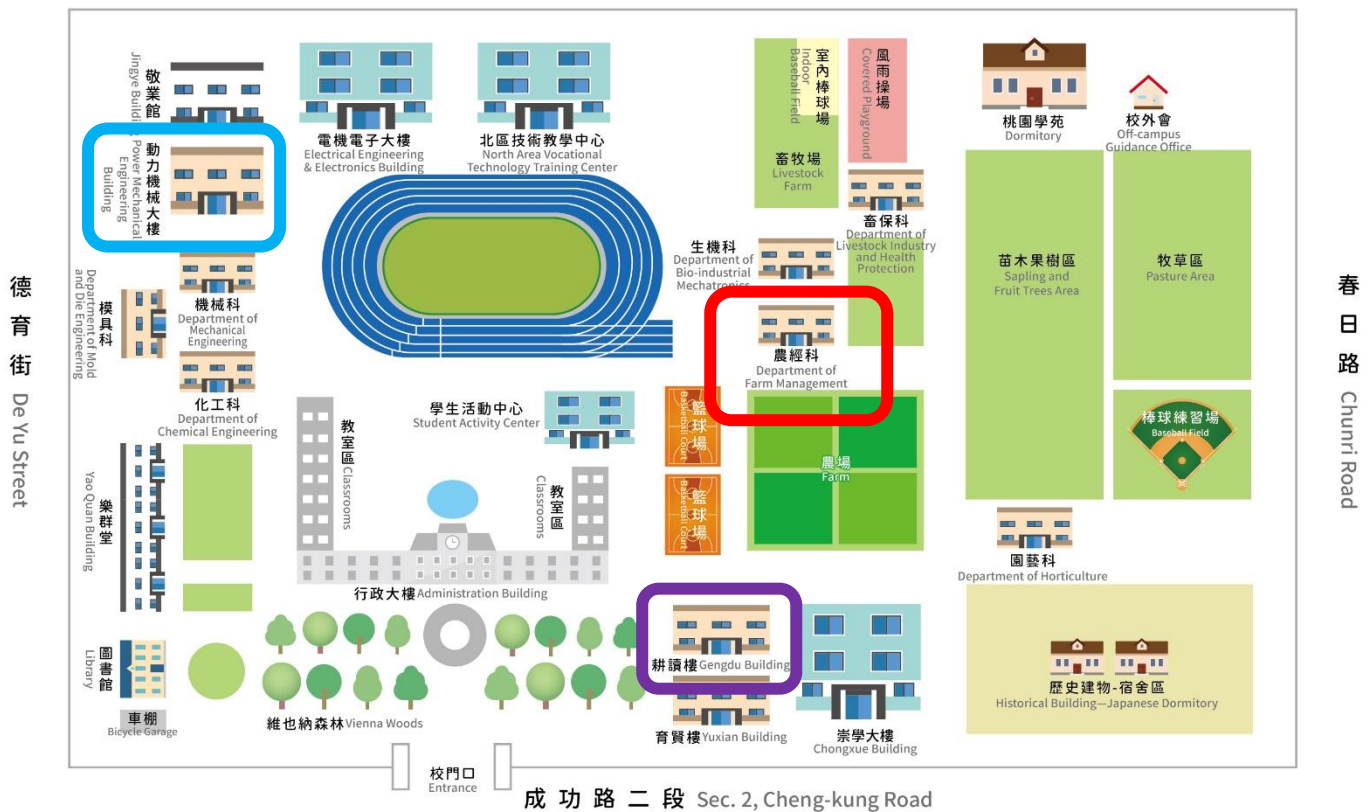 敬業館
Jingye Building
動力機械大樓
Power Mechanical
Engineering
Building
電機電子大樓
Electrical Engineering
& Electronics Building
北區技術教學中心
North Area Vocational
Technology Training Center
室內棒球場
Indoor
Baseball Field
風雨操場
Covered Playground
桃園學苑
Dormitory
校外會
Off-campus
Guidance Office
畜牧場
Livestock
Farm
畜保科
Department of
Livestock Industry
and Health
Protection
生機科
Department of
Bio-industrial
Mechatronics
苗木果樹區
Sapling and
Fruit Trees Area
牧草區
Pasture Area
德育街 De Yu Street
春日路 Chunri Road
模具科
Department of Mold
and Die Engineering
機械科
Department of
Mechanical
Engineering
農經科
Department of
Farm Management
化工科
Department of
Chemical Engineering
學生活動中心
Student Activity Center
教室區 Classrooms
教室區
Classrooms
籃球場
Basketball Court
籃球場
Basketball Court
農場
Farm
棒球練習場
Baseball Field
樂群堂
Yao Quan Building
行政大樓 Administration Building
園藝科
Department of Horticulture
圖書館
Library
車棚
Bicycle Garage
維也納森林 Vienna Woods
耕讀樓 Gengdu Building
育賢樓 Yuxian Building
崇學大樓
Chongxue Building
歷史建物-宿舍區
Historical Building—Japanese Dormitory
校門口
Entrance
成功路二段 Sec. 2, Cheng-kung Road